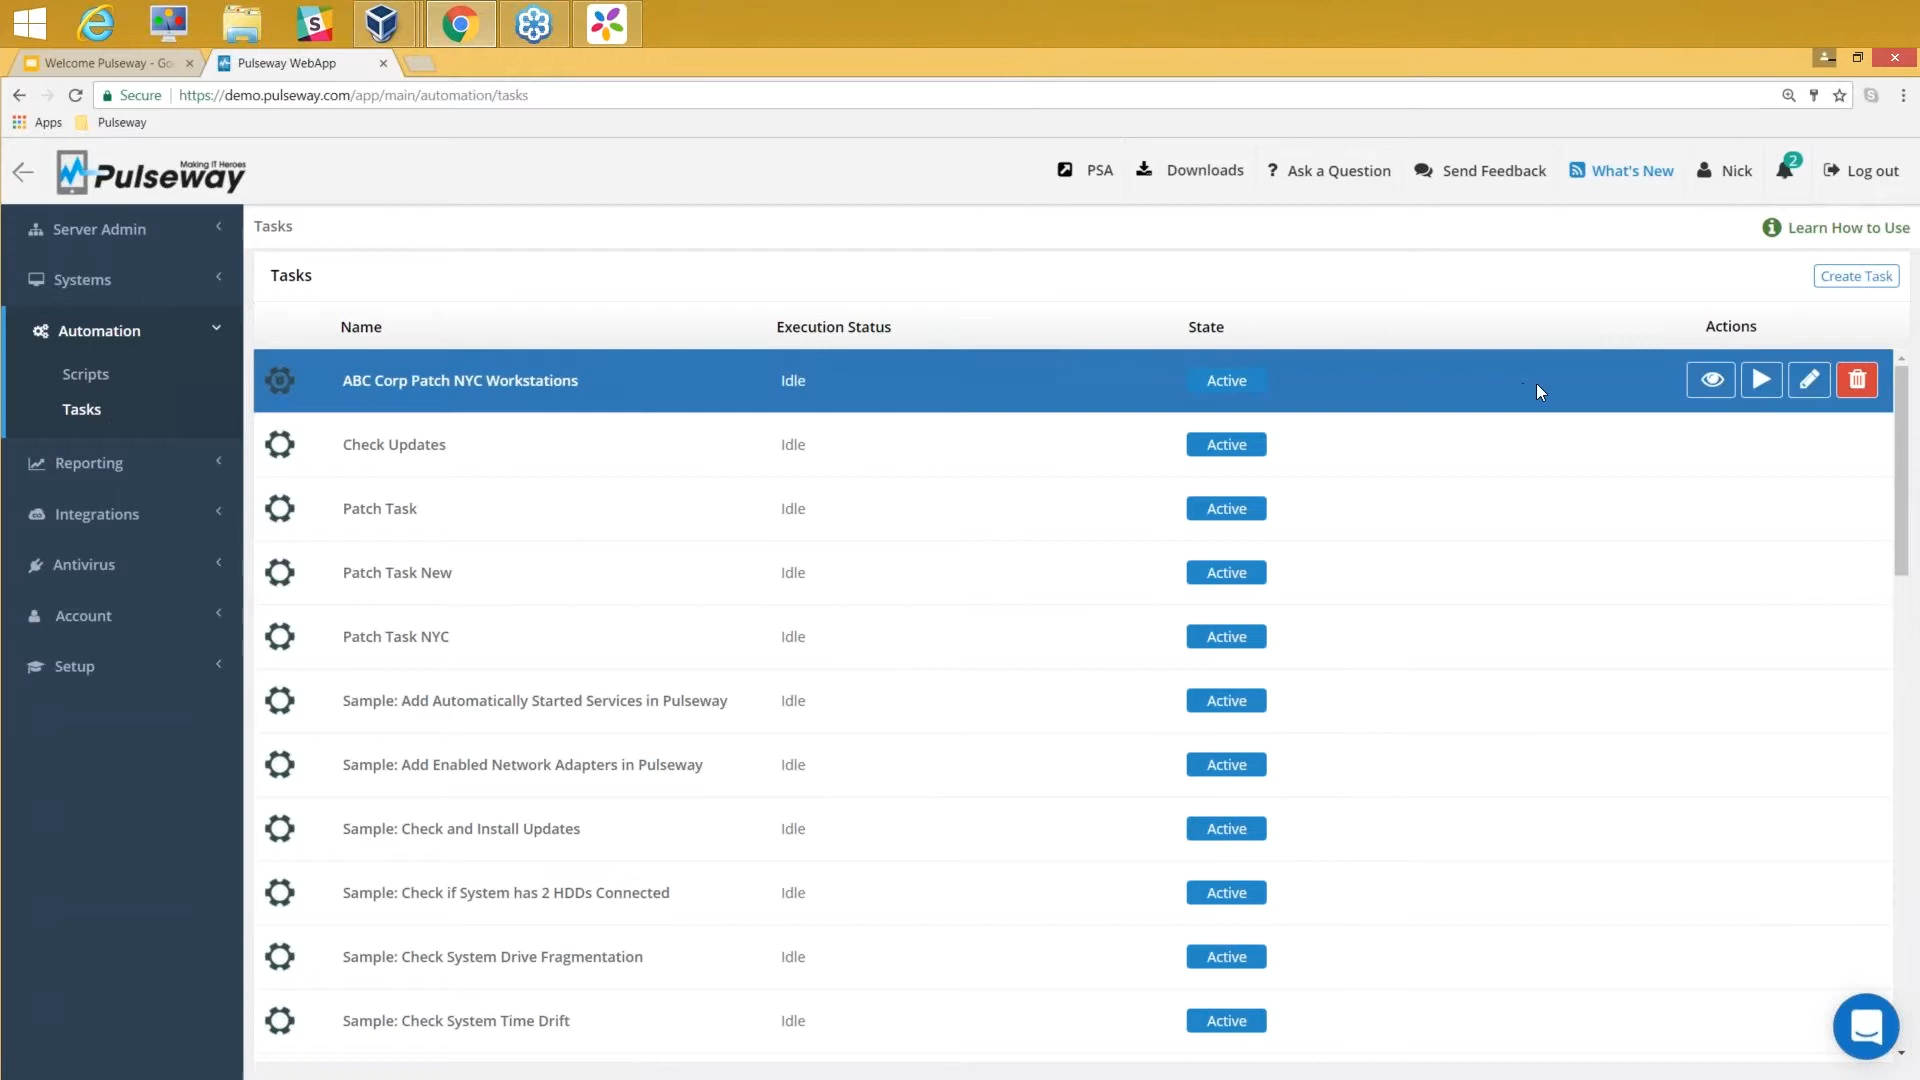 Welcome Pulseway - Go
Pulseway WebApp
Secure
https://demo.pulseway.com/app/main/automation/tasks
Apps
Pulseway
Making IT Heroes
Pulseway
PSA
Downloads
? Ask a Question
Send Feedback
What's New
Nick
2
Log out
Server Admin
Systems
Automation
Scripts
Tasks
Reporting
Integrations
Antivirus
Account
Setup
Tasks
Learn How to Use
Tasks
Create Task
Name Execution Status State Actions
ABC Corp Patch NYC Workstations Idle Active
Check Updates Idle Active
Patch Task Idle Active
Patch Task New Idle Active
Patch Task NYC Idle Active
Sample: Add Automatically Started Services in Pulseway Idle Active
Sample: Add Enabled Network Adapters in Pulseway Idle Active
Sample: Check and Install Updates Idle Active
Sample: Check if System has 2 HDDs Connected Idle Active
Sample: Check System Drive Fragmentation Idle Active
Sample: Check System Time Drift Idle Active